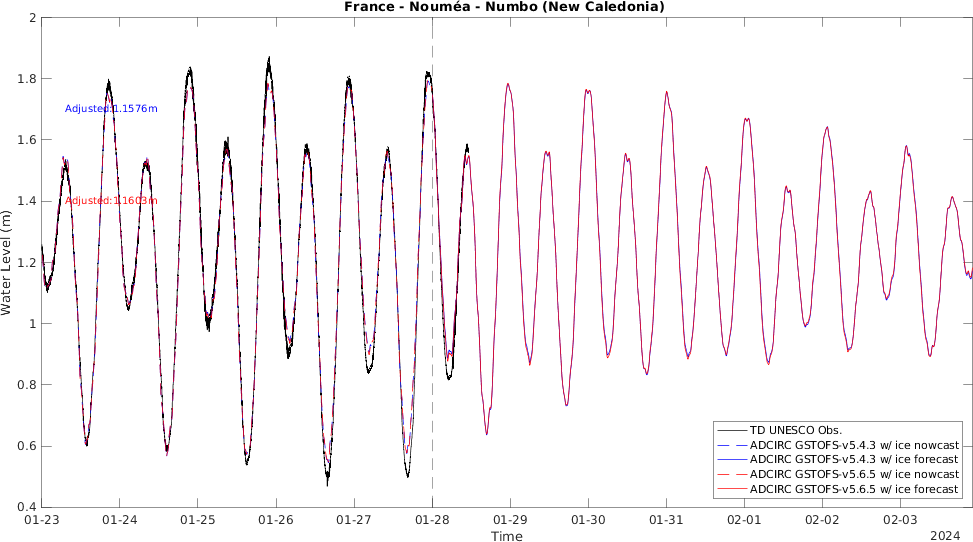 France - Nouméa - Numbo (New Caledonia)
2
1.8
1.6
1.4
1.2
1
0.8
0.6
0.4
Water Level (m)
Adjusted:1.1576m
Adjusted:1.1603m
TD UNESCO Obs.
ADCIRC GSTOFS-v5.4.3 w/ ice nowcast
ADCIRC GSTOFS-v5.4.3 w/ ice forecast
ADCIRC GSTOFS-v5.6.5 w/ ice nowcast
ADCIRC GSTOFS-v5.6.5 w/ ice forecast
01-23 01-24 01-25 01-26 01-27 01-28 01-29 01-30 01-31 02-01 02-02 02-03
Time
2024